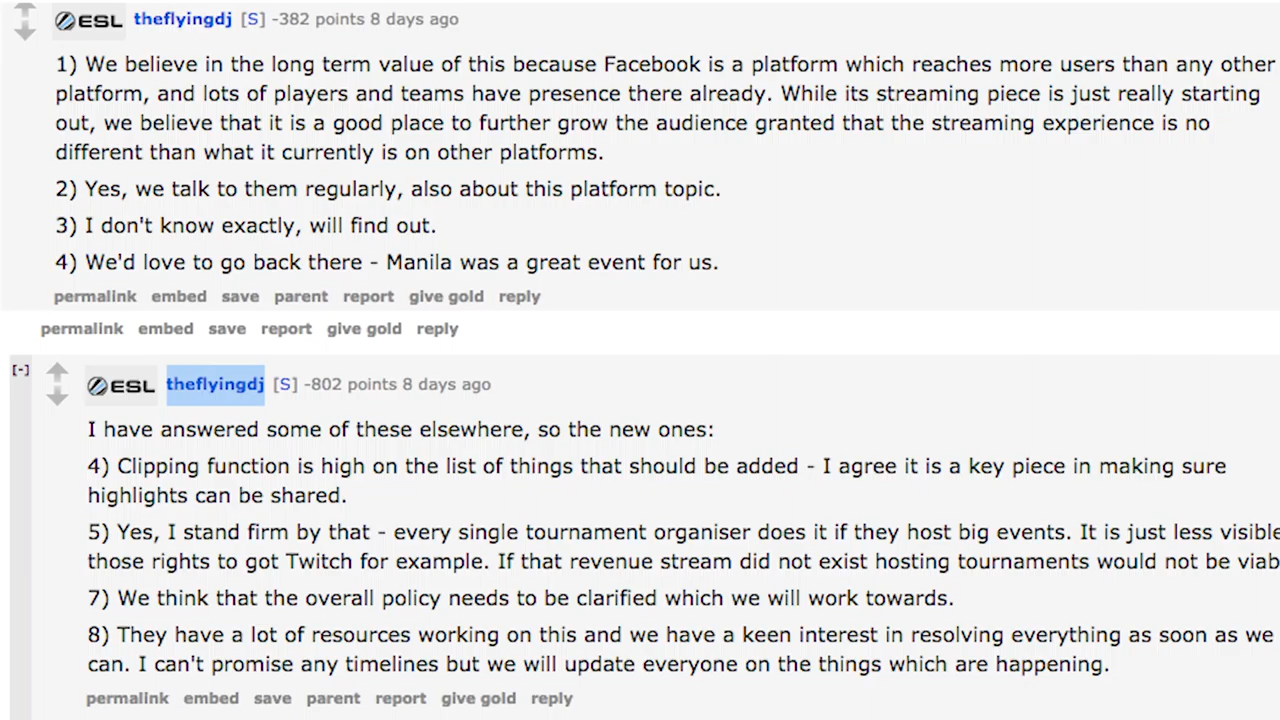 ESL theflyingdj [S] -382 points 8 days ago
1) We believe in the long term value of this because Facebook is a platform which reaches more users than any other
platform, and lots of players and teams have presence there already. While its streaming piece is just really starting
out, we believe that it is a good place to further grow the audience granted that the streaming experience is no
different than what it currently is on other platforms.
2) Yes, we talk to them regularly, also about this platform topic.
3) I don't know exactly, will find out.
4) We'd love to go back there - Manila was a great event for us.
permalink embed save parent report give gold reply
permalink embed save report give gold reply
[-] ESL theflyingdj [S] -802 points 8 days ago
I have answered some of these elsewhere, so the new ones:
4) Clipping function is high on the list of things that should be added - I agree it is a key piece in making sure
highlights can be shared.
5) Yes, I stand firm by that - every single tournament organiser does it if they host big events. It is just less visible
those rights to got Twitch for example. If that revenue stream did not exist hosting tournaments would not be viab
7) We think that the overall policy needs to be clarified which we will work towards.
8) They have a lot of resources working on this and we have a keen interest in resolving everything as soon as we
can. I can't promise any timelines but we will update everyone on the things which are happening.
permalink embed save parent report give gold reply